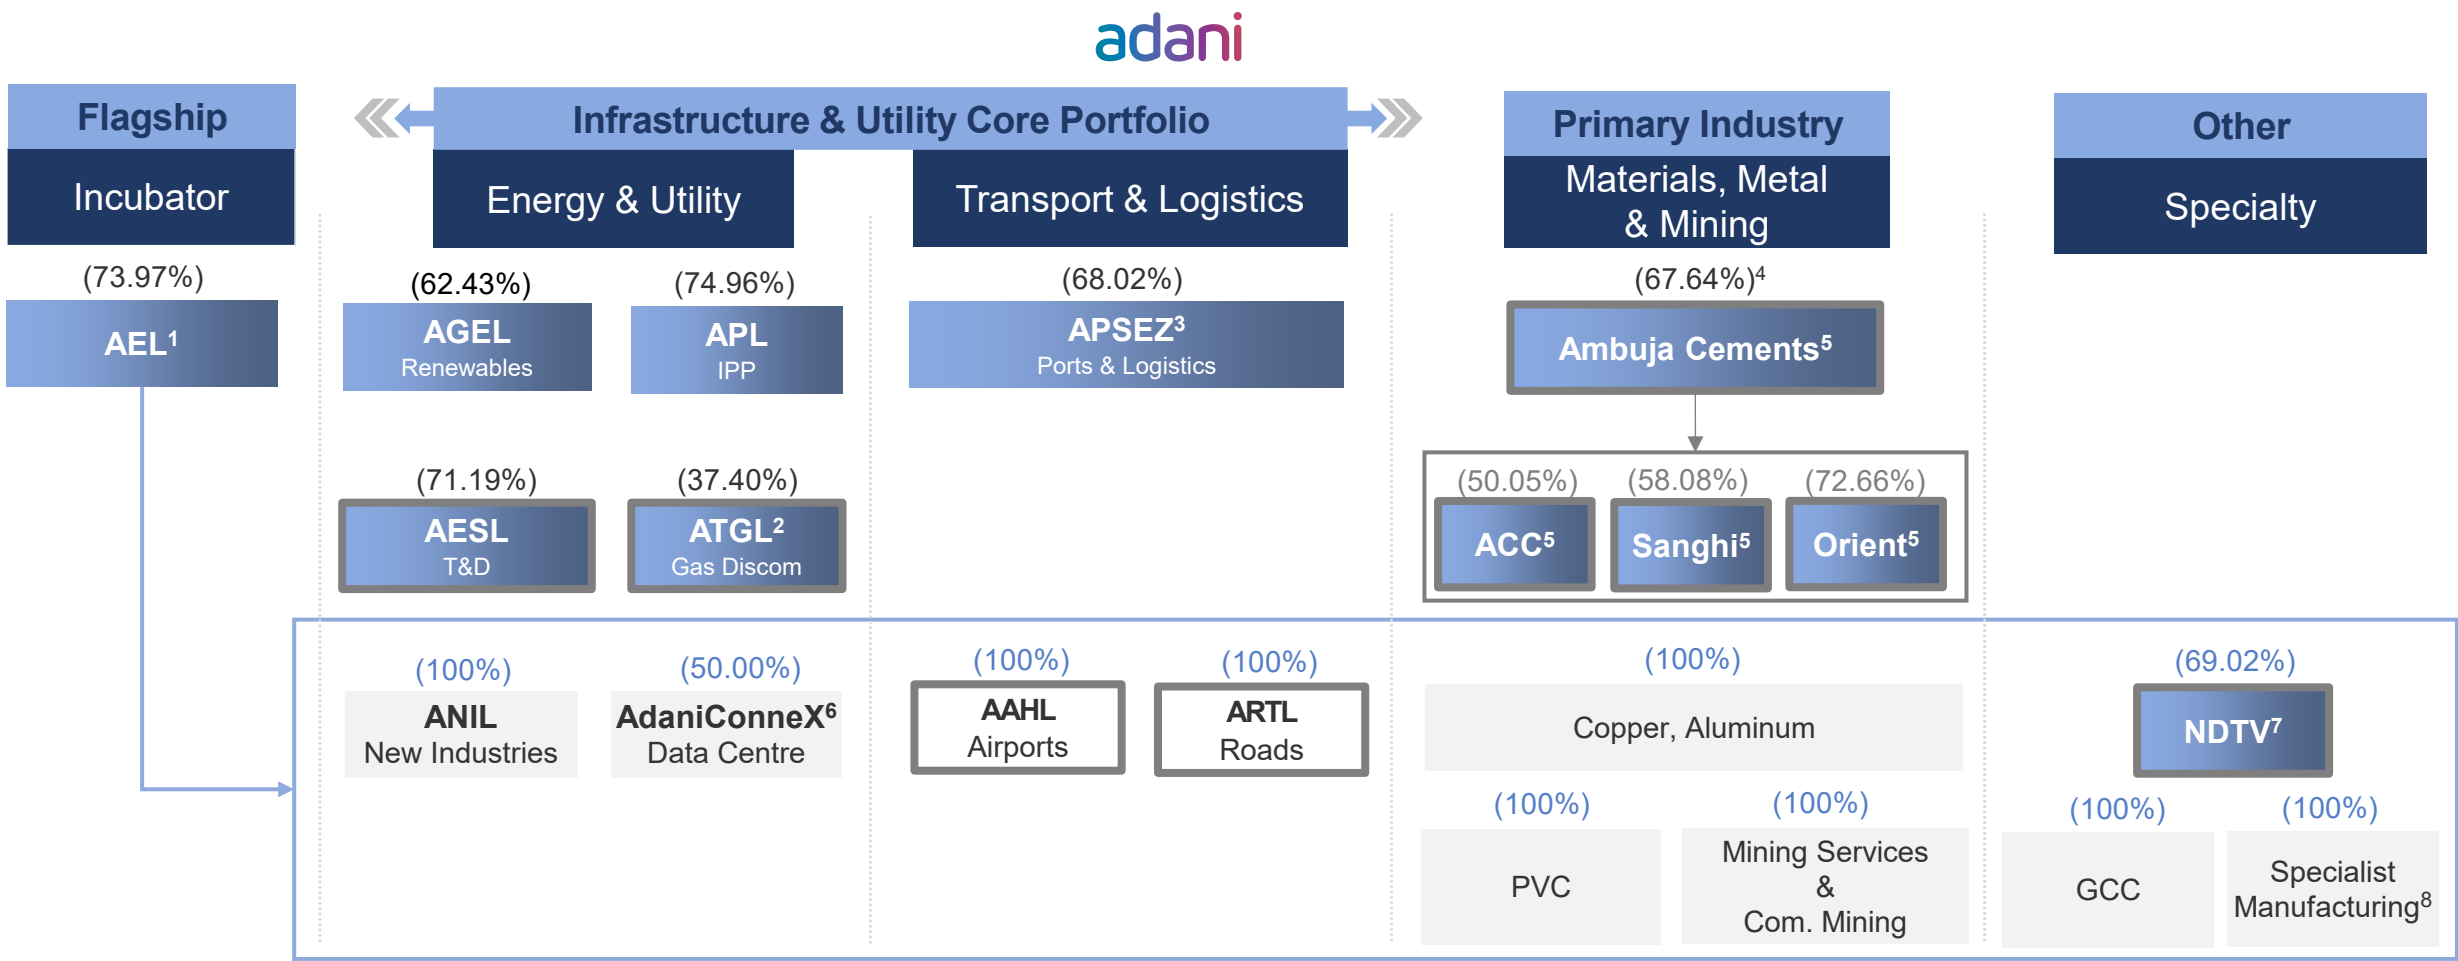 adani
Flagship
Incubator
(73.97%)
AEL1
Infrastructure & Utility Core Portfolio
Energy & Utility
(62.43%)
AGEL
Renewables
(74.96%)
APL
IPP
(71.19%)
AESL
T&D
(37.40%)
ATGL2
Gas Discom
Transport & Logistics
(68.02%)
APSEZ3
Ports & Logistics
Primary Industry
Materials, Metal
& Mining
(67.64%)4
Ambuja Cements5
(50.05%)
ACC5
(58.08%)
Sanghi5
(72.66%)
Orient5
Other
Specialty
(100%)
ANIL
New Industries
(50.00%)
AdaniConneX6
Data Centre
(100%)
AAHL
Airports
(100%)
ARTL
Roads
(100%)
Copper, Aluminum
(100%)
PVC
(100%)
Mining Services
&
Com. Mining
(69.02%)
NDTV7
(100%)
GCC
(100%)
Specialist
Manufacturing8